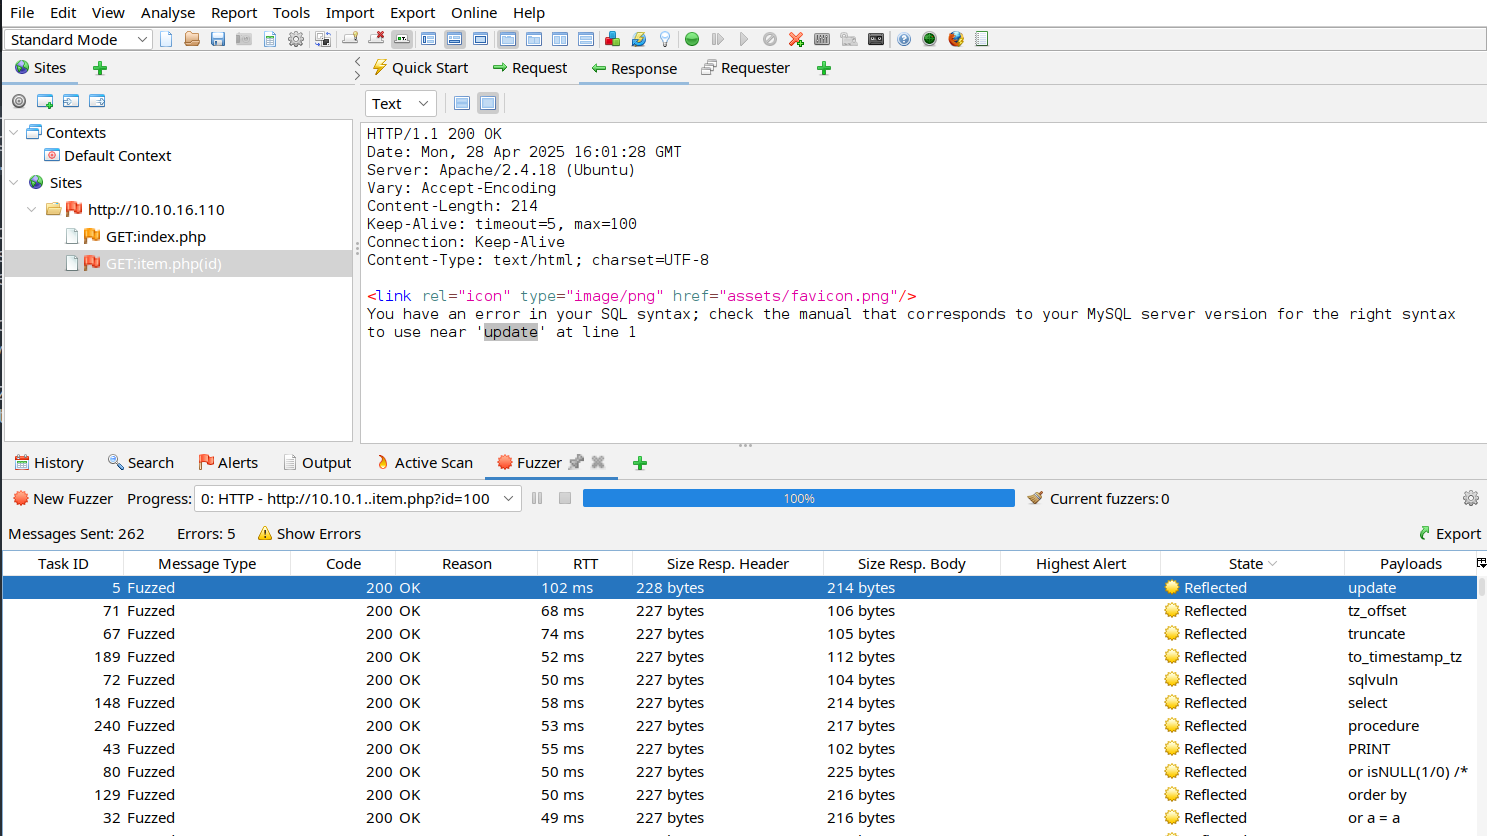 File Edit View Analyse Report Tools Import Export Online Help
Standard Mode
Sites
Quick Start Request Response Requester
Text
Contexts
Default Context
Sites
http://10.10.16.110
GET:index.php
GET:item.php(id)
HTTP/1.1 200 OK
Date: Mon, 28 Apr 2025 16:01:28 GMT
Server: Apache/2.4.18 (Ubuntu)
Vary: Accept-Encoding
Content-Length: 214
Keep-Alive: timeout=5, max=100
Connection: Keep-Alive
Content-Type: text/html; charset=UTF-8
<link rel="icon" type="image/png" href="assets/favicon.png"/>
You have an error in your SQL syntax; check the manual that corresponds to your MySQL server version for the right syntax
to use near 'update' at line 1
History Search Alerts Output Active Scan Fuzzer
New Fuzzer Progress: 0: HTTP - http://10.10.1..item.php?id=100 100% Current fuzzers: 0
Messages Sent: 262 Errors: 5 Show Errors Export
Task ID Message Type Code Reason RTT Size Resp. Header Size Resp. Body Highest Alert State Payloads
5 Fuzzed 200 OK 102 ms 228 bytes 214 bytes Reflected update
71 Fuzzed 200 OK 68 ms 227 bytes 106 bytes Reflected tz_offset
67 Fuzzed 200 OK 74 ms 227 bytes 105 bytes Reflected truncate
189 Fuzzed 200 OK 52 ms 227 bytes 112 bytes Reflected to_timestamp_tz
72 Fuzzed 200 OK 50 ms 227 bytes 104 bytes Reflected sqlvuln
148 Fuzzed 200 OK 58 ms 227 bytes 214 bytes Reflected select
240 Fuzzed 200 OK 53 ms 227 bytes 217 bytes Reflected procedure
43 Fuzzed 200 OK 55 ms 227 bytes 102 bytes Reflected PRINT
80 Fuzzed 200 OK 50 ms 227 bytes 225 bytes Reflected or isNULL(1/0) /*
129 Fuzzed 200 OK 50 ms 227 bytes 216 bytes Reflected order by
32 Fuzzed 200 OK 49 ms 227 bytes 216 bytes Reflected or a = a